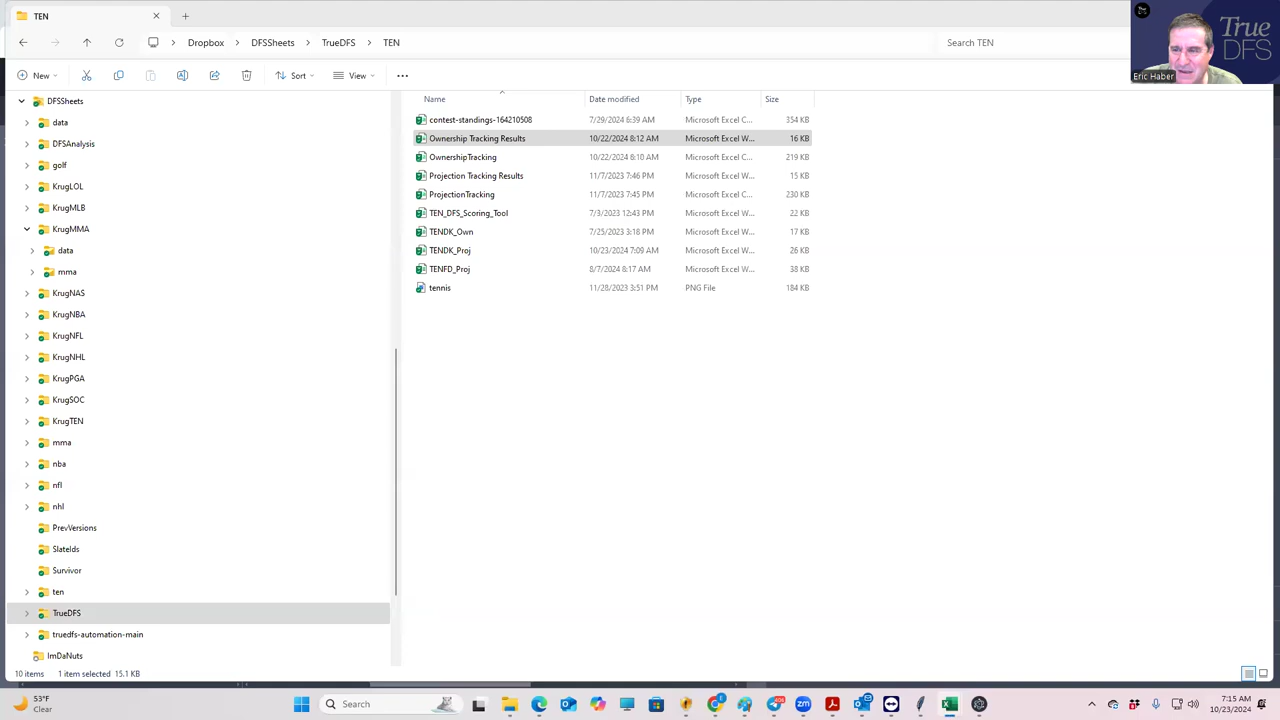 TEN
Dropbox > DFSSheets > TrueDFS > TEN
Search TEN
True
DFS
Eric Haber
New
Sort
View
Name Date modified Type Size
contest-standings-164210508 7/29/2024 6:39 AM Microsoft Excel C... 354 KB
Ownership Tracking Results 10/22/2024 8:12 AM Microsoft Excel W... 16 KB
OwnershipTracking 10/22/2024 8:10 AM Microsoft Excel C... 219 KB
Projection Tracking Results 11/7/2023 7:46 PM Microsoft Excel W... 15 KB
ProjectionTracking 11/7/2023 7:45 PM Microsoft Excel C... 230 KB
TEN_DFS_Scoring_Tool 7/3/2023 12:43 PM Microsoft Excel W... 22 KB
TENDK_Own 7/25/2023 3:18 PM Microsoft Excel W... 17 KB
TENDK_Proj 10/23/2024 7:09 AM Microsoft Excel W... 26 KB
TENFD_Proj 8/7/2024 8:17 AM Microsoft Excel W... 38 KB
tennis 11/28/2023 3:51 PM PNG File 184 KB
DFSSheets
data
DFSAnalysis
golf
KrugLOL
KrugMLB
KrugMMA
data
mma
KrugNAS
KrugNBA
KrugNFL
KrugNHL
KrugPGA
KrugSOC
KrugTEN
mma
nba
nfl
nhl
PrevVersions
SlateIds
Survivor
ten
TrueDFS
truedfs-automation-main
ImDaNuts
10 items 1 item selected 15.1 KB
53°F
Clear
Search
7:15 AM
10/23/2024